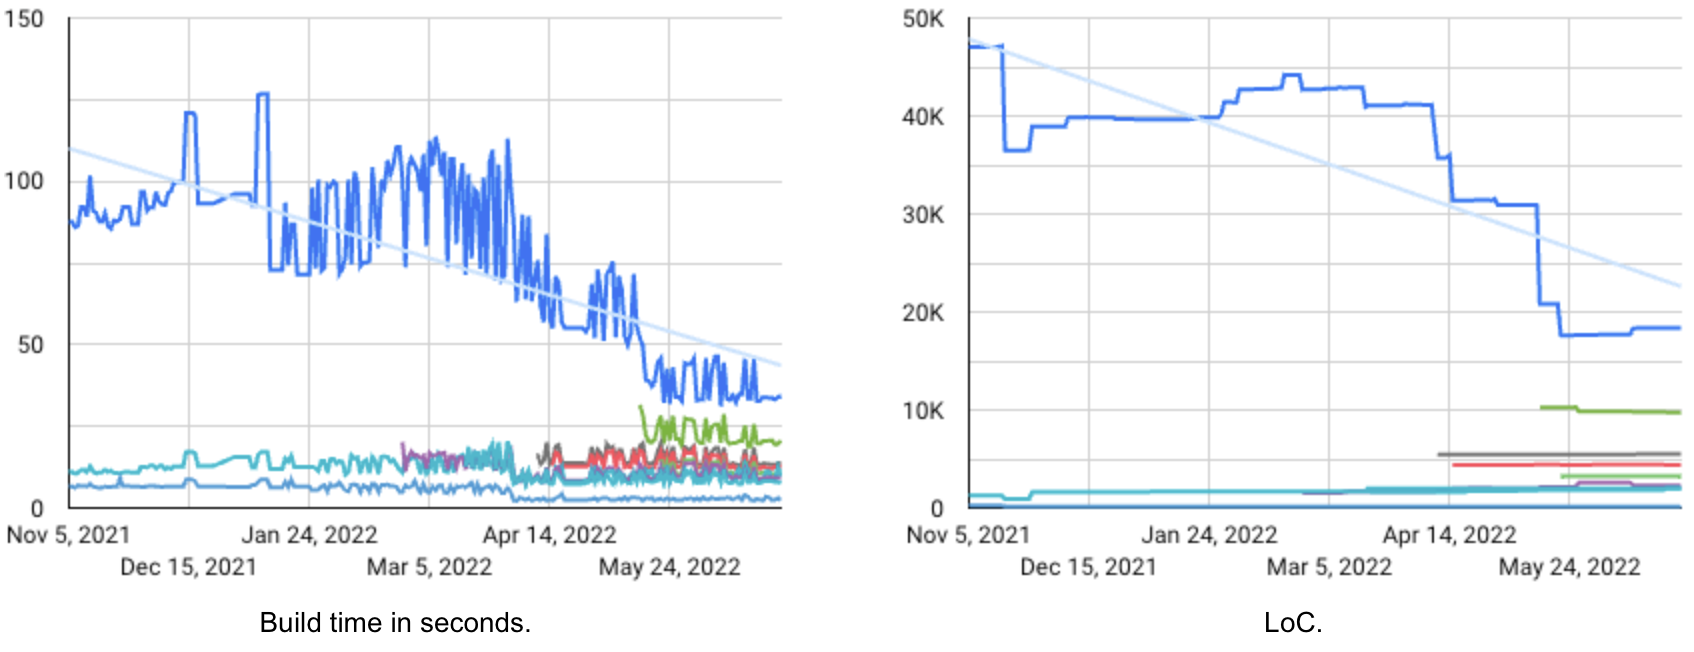 150
100
50
0
Nov 5, 2021
Jan 24, 2022
Apr 14, 2022
Dec 15, 2021
Mar 5, 2022
May 24, 2022
Build time in seconds.
50K
40K
30K
20K
10K
0
Nov 5, 2021
Jan 24, 2022
Apr 14, 2022
Dec 15, 2021
Mar 5, 2022
May 24, 2022
LoC.